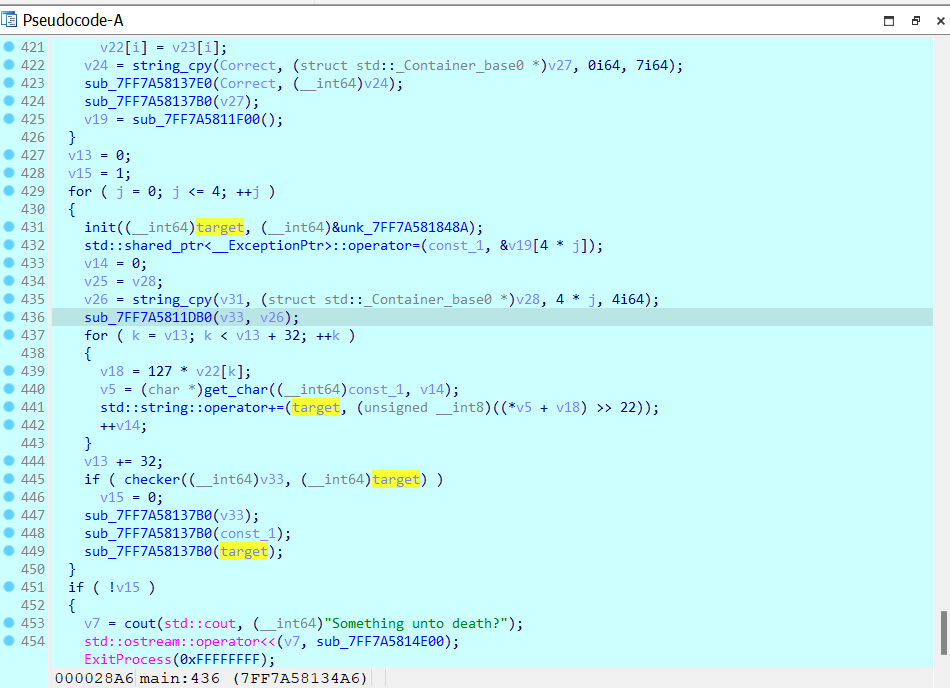 Pseudocode-A
421 v22[i] = v23[i];
422 v24 = string_cpy(Correct, (struct std::_Container_base0 *)v27, 0i64, 7i64);
423 sub_7FF7A58137E0(Correct, (__int64)v24);
424 sub_7FF7A58137B0(v27);
425 v19 = sub_7FF7A5811F00();
426 }
427 v13 = 0;
428 v15 = 1;
429 for ( j = 0; j <= 4; ++j )
430 {
431 init((__int64)target, (__int64)&unk_7FF7A581848A);
432 std::shared_ptr<__ExceptionPtr>::operator=(const_1, &v19[4 * j]);
433 v14 = 0;
434 v25 = v28;
435 v26 = string_cpy(v31, (struct std::_Container_base0 *)v28, 4 * j, 4i64);
436 sub_7FF7A5811DB0(v33, v26);
437 for ( k = v13; k < v13 + 32; ++k )
438 {
439 v18 = 127 * v22[k];
440 v5 = (char *)get_char((__int64)const_1, v14);
441 std::string::operator+=(target, (unsigned __int8)((*v5 + v18) >> 22));
442 ++v14;
443 }
444 v13 += 32;
445 if ( checker((__int64)v33, (__int64)target) )
446 v15 = 0;
447 sub_7FF7A58137B0(v33);
448 sub_7FF7A58137B0(const_1);
449 sub_7FF7A58137B0(target);
450 }
451 if ( !v15 )
452 {
453 v7 = cout(std::cout, (__int64)"Something unto death?");
454 std::ostream::operator<<(v7, sub_7FF7A5814E00);
ExitProcess(0xFFFFFFFF);
000028A6 main:436 (7FF7A58134A6)